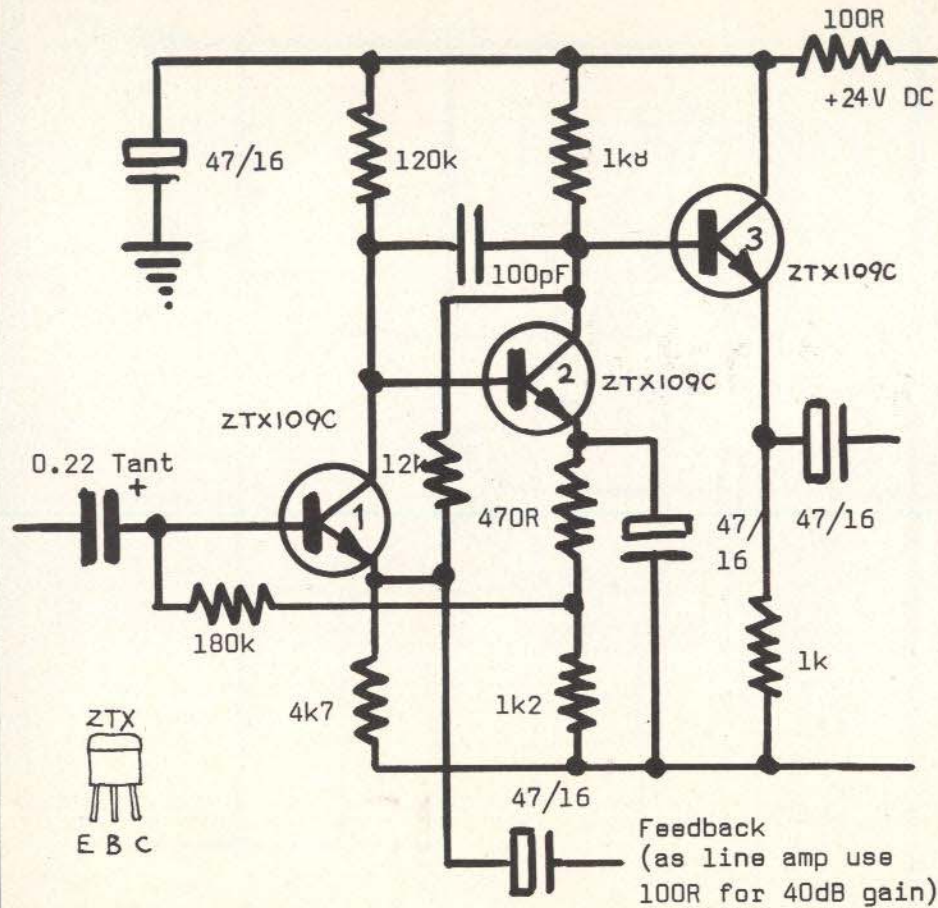 100R
+24V DC
47/16
120k
1k8
100pF
3
ZTX109C
2
ZTX109C
ZTX109C
0.22 Tant
+
12k
1
470R
47/
16
47/16
180k
1k
4k7
1k2
ZTX
E B C
47/16
Feedback
(as line amp use
100R for 40dB gain)